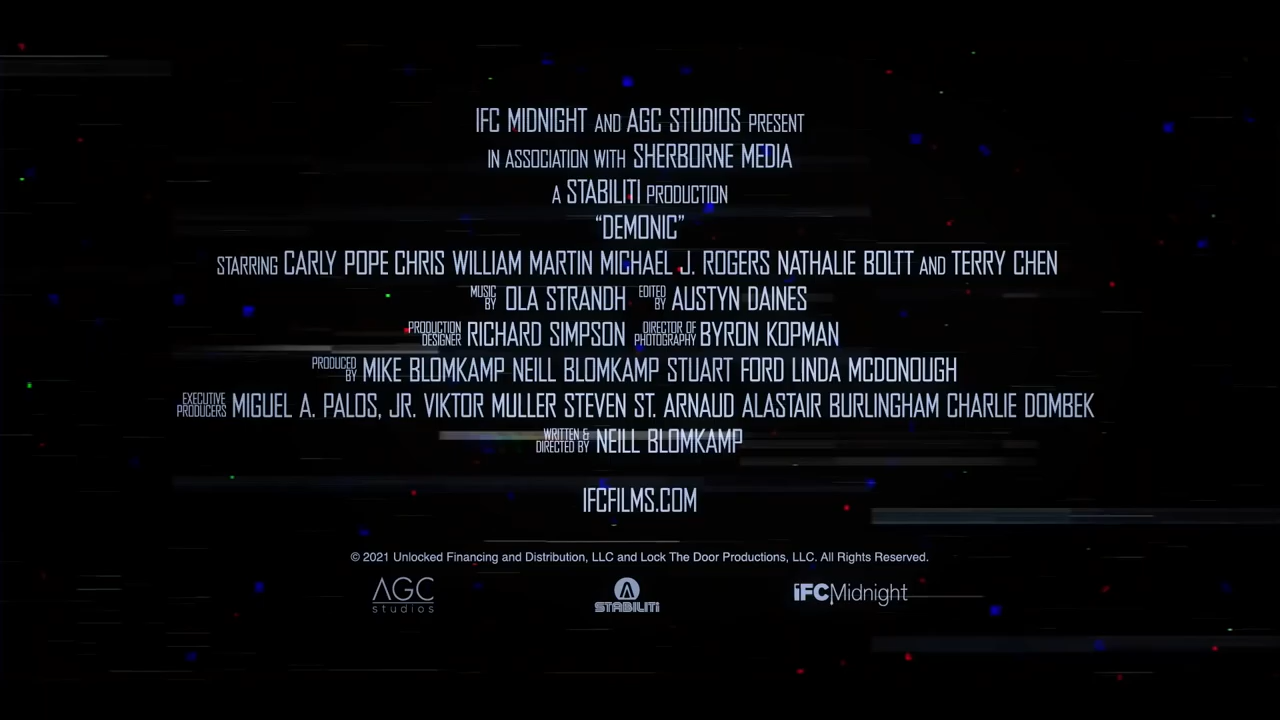 IFC MIDNIGHT AND AGC STUDIOS PRESENT
IN ASSOCIATION WITH SHERBORNE MEDIA
A STABILITI PRODUCTION
“DEMONIC”
STARRING CARLY POPE CHRIS WILLIAM MARTIN MICHAEL J. ROGERS NATHALIE BOLTT AND TERRY CHEN
MUSIC BY OLA STRANDH EDITED BY AUSTYN DAINES
PRODUCTION DESIGNER RICHARD SIMPSON DIRECTOR OF PHOTOGRAPHY BYRON KOPMAN
PRODUCED BY MIKE BLOMKAMP NEILL BLOMKAMP STUART FORD LINDA MCDONOUGH
EXECUTIVE PRODUCERS MIGUEL A. PALOS, JR. VIKTOR MULLER STEVEN ST. ARNAUD ALASTAIR BURLINGHAM CHARLIE DOMBEK
WRITTEN & DIRECTED BY NEILL BLOMKAMP
IFCFILMS.COM
© 2021 Unlocked Financing and Distribution, LLC and Lock The Door Productions, LLC. All Rights Reserved.
AGC studios STABILITI IFC Midnight